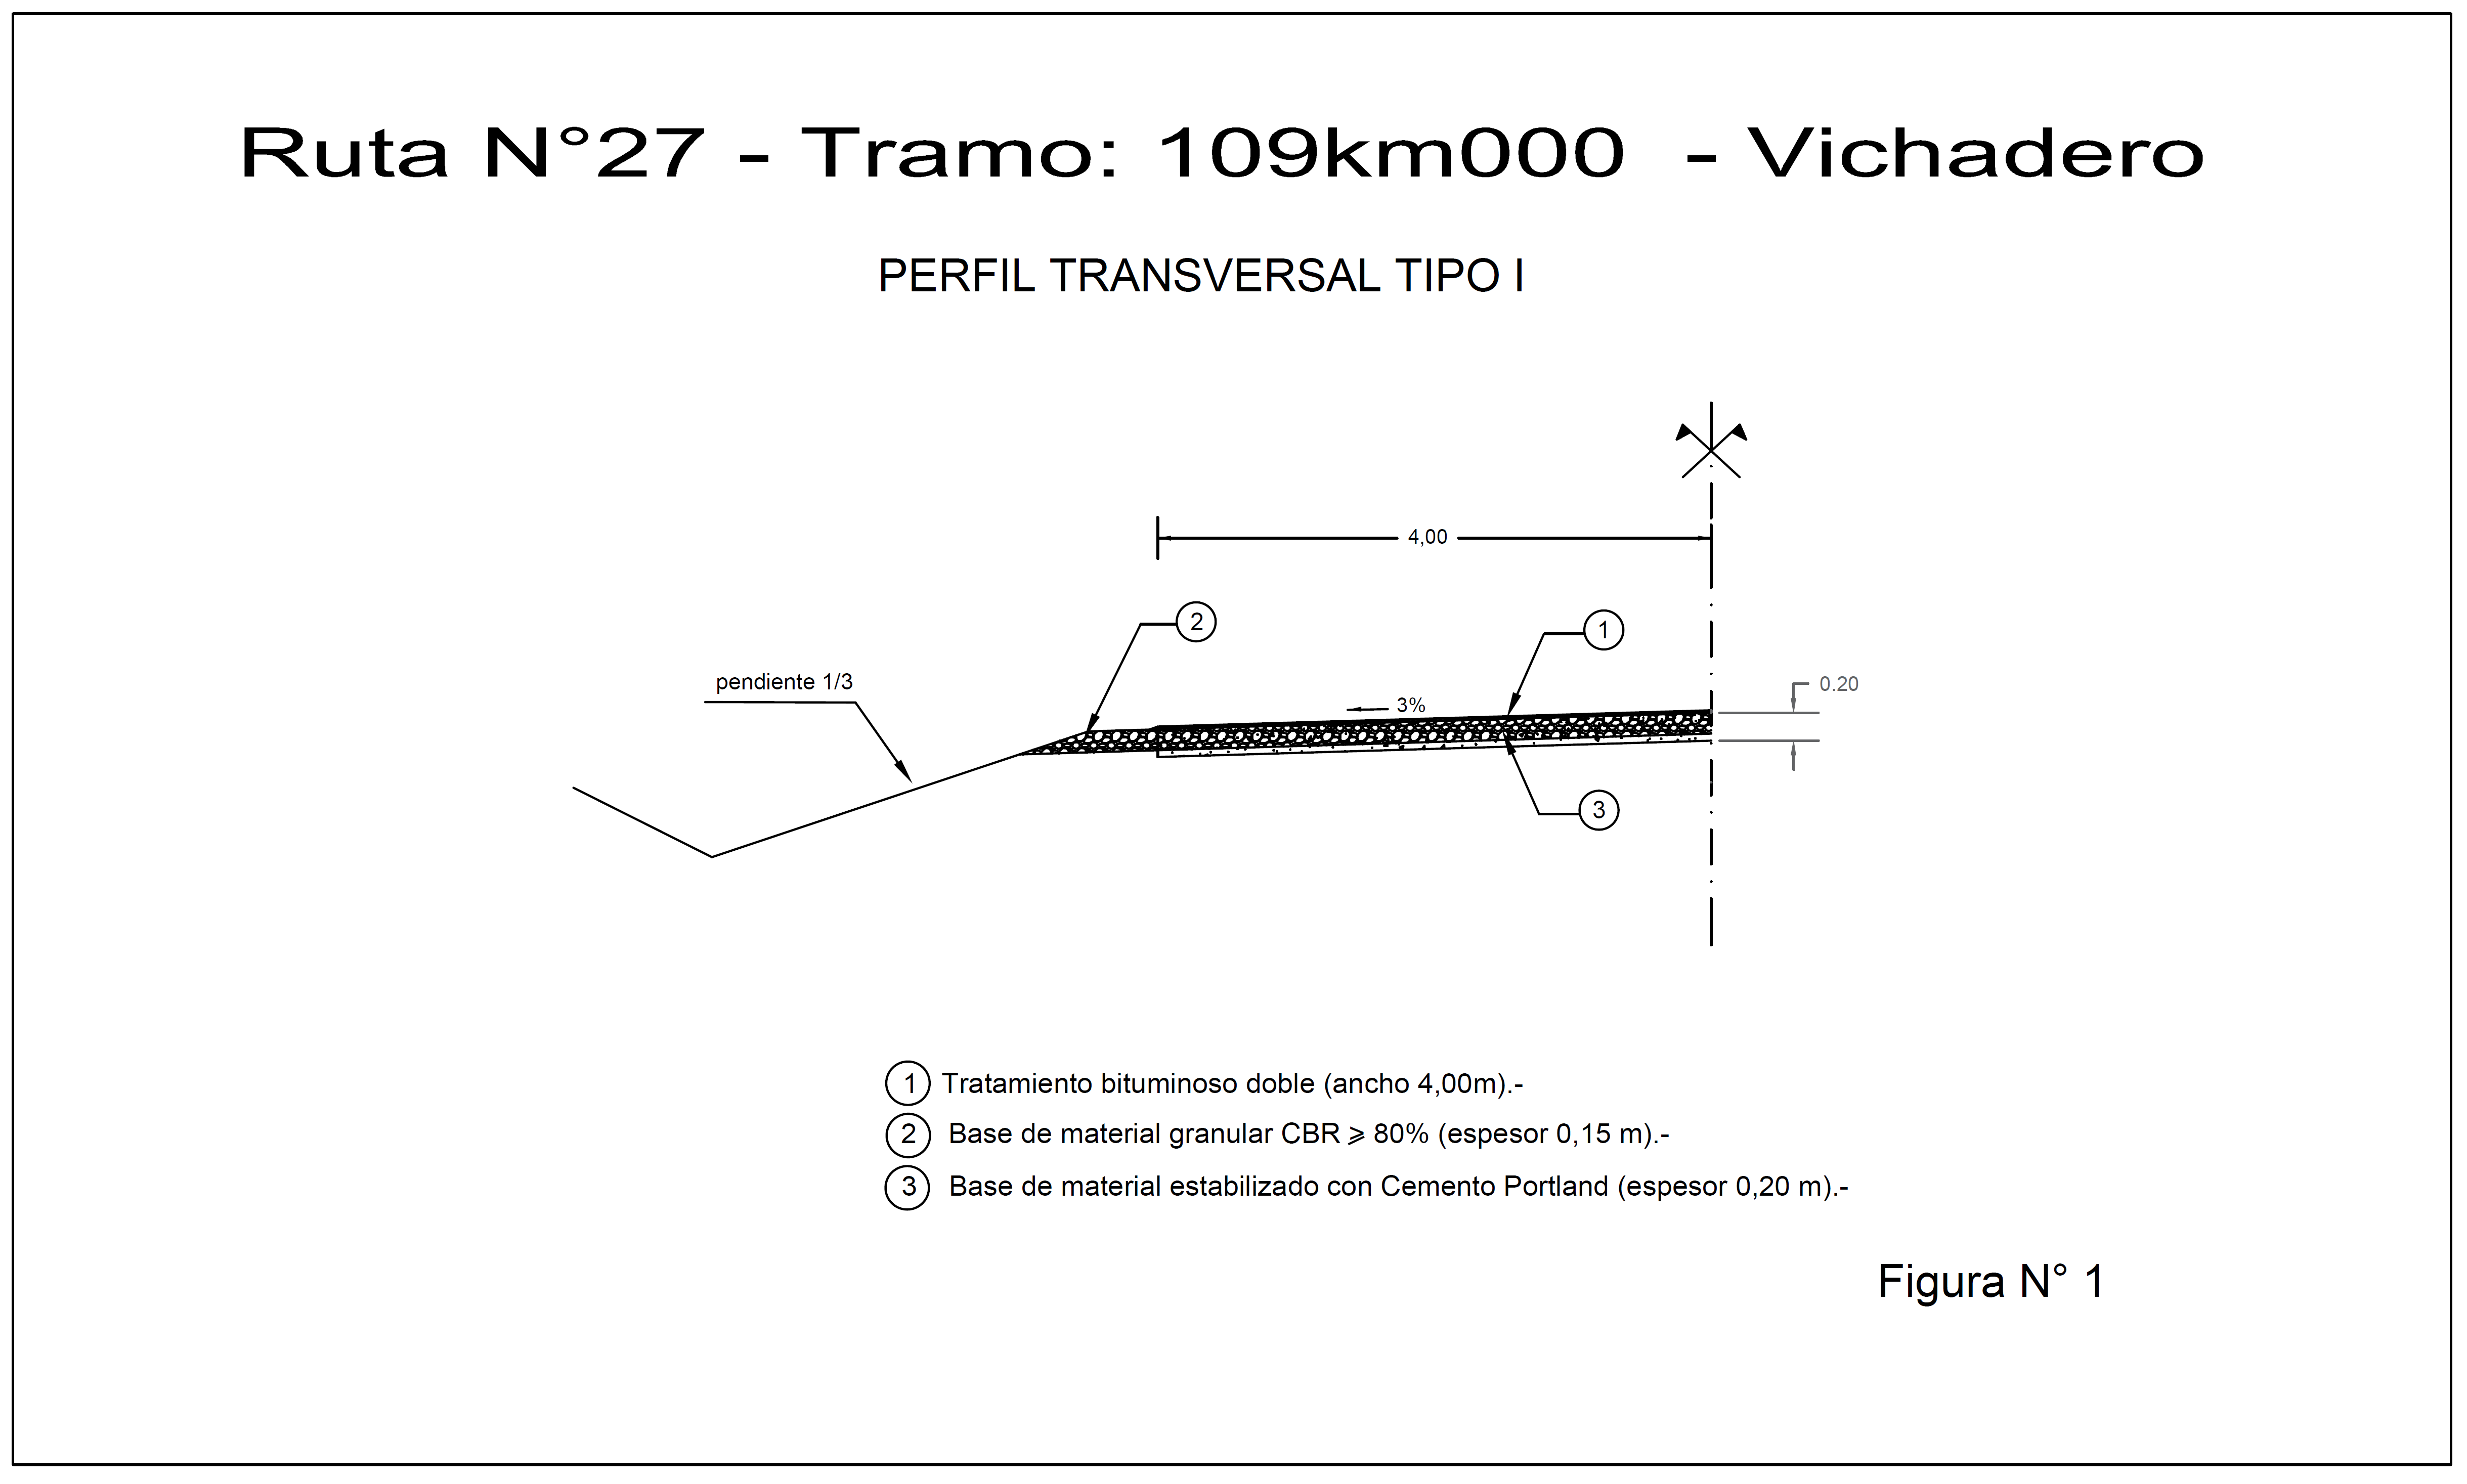 Ruta N°27 - Tramo: 109km000 - Vichadero
PERFIL TRANSVERSAL TIPO I
4,00
2
1
pendiente 1/3
3%
0.20
3
1 Tratamiento bituminoso doble (ancho 4,00m).-
2 Base de material granular CBR ⩾ 80% (espesor 0,15 m).-
3 Base de material estabilizado con Cemento Portland (espesor 0,20 m).-
Figura N° 1